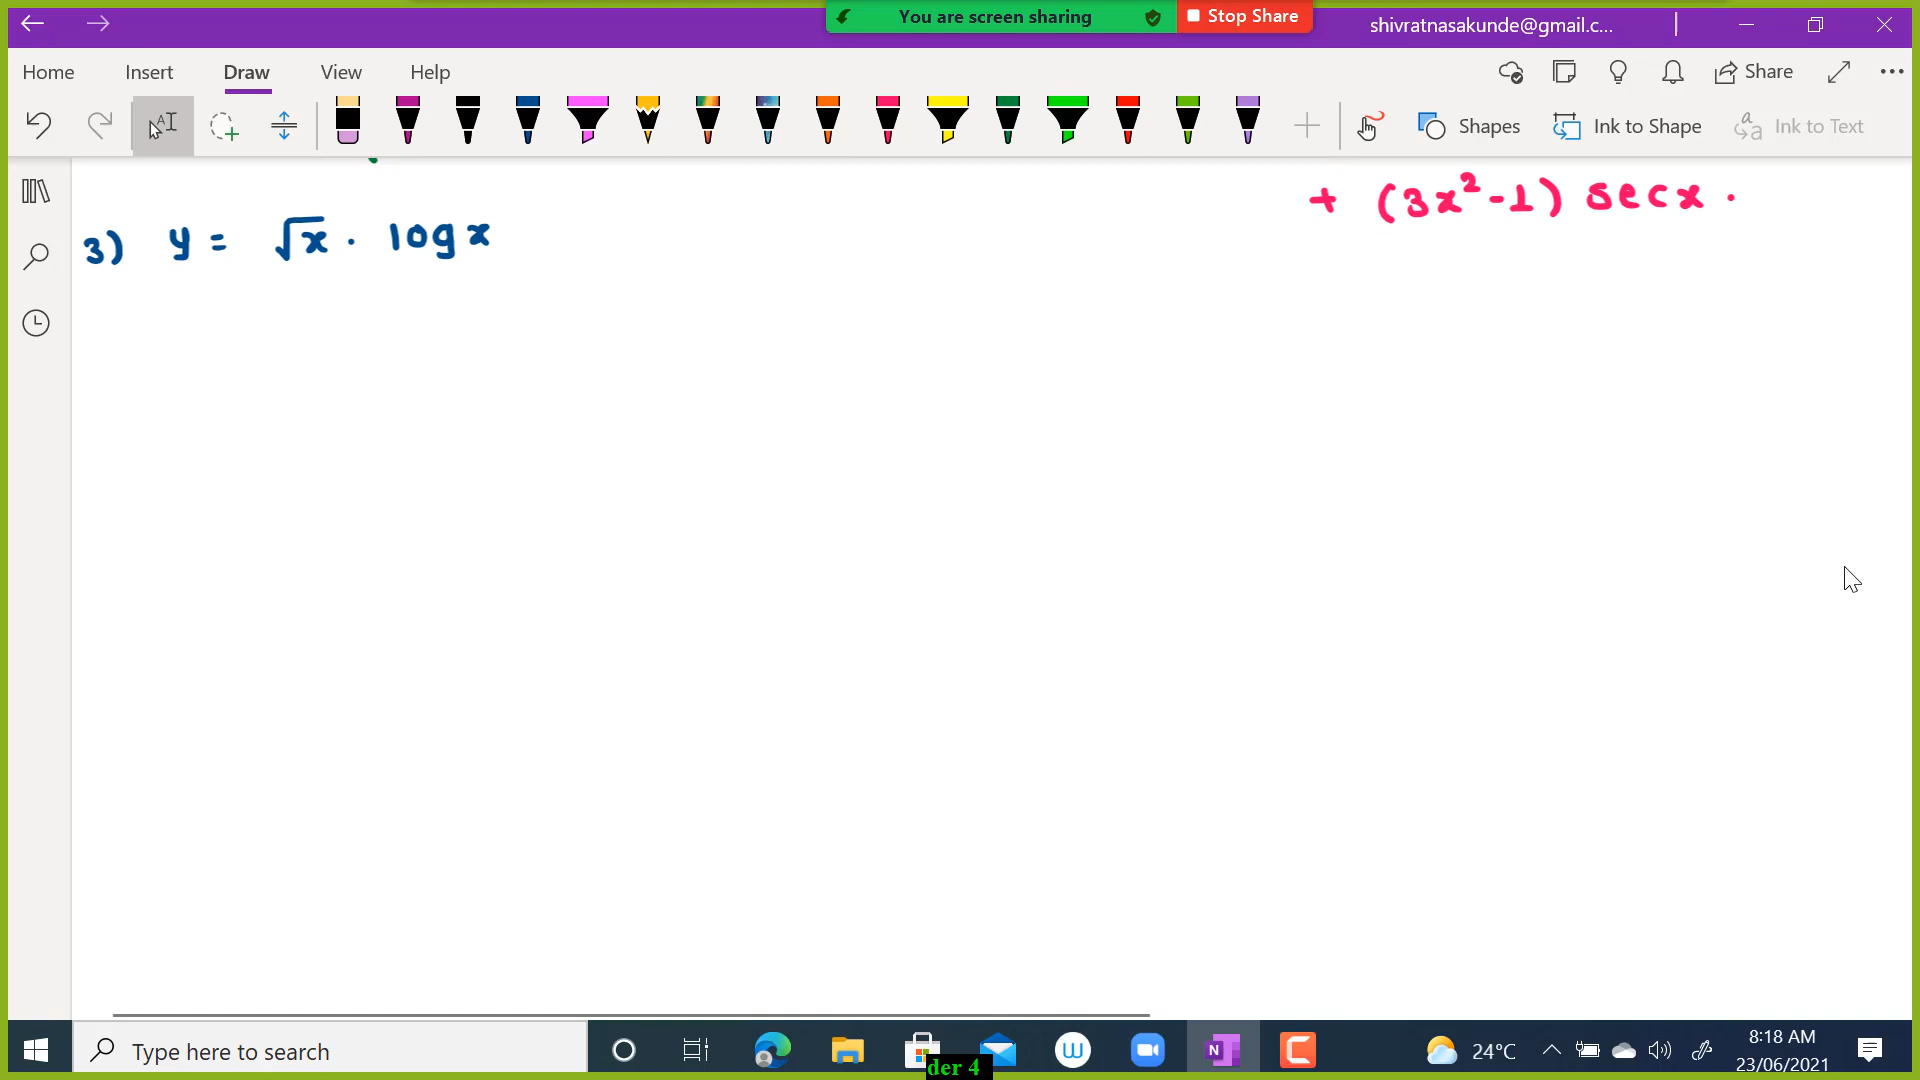 You are screen sharing
Stop Share
shivratnasakunde@gmail.c...
Home Insert Draw View Help
Share
Shapes
Ink to Shape
Ink to Text
+ (3x²-1) secx .
3) y = √x . logx
Type here to search
der 4
24°C
8:18 AM
23/06/2021